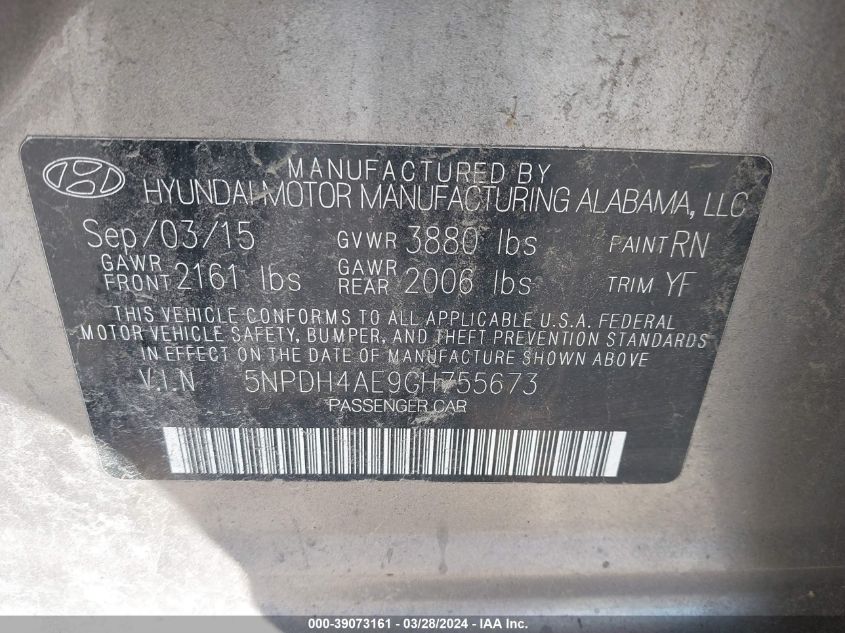 MANUFACTURED BY
HYUNDAI MOTOR MANUFACTURING ALABAMA, LLC
Sep/03/15 GVWR 3880 lbs PAINT RN
GAWR FRONT 2161 lbs GAWR REAR 2006 lbs TRIM YF
THIS VEHICLE CONFORMS TO ALL APPLICABLE U.S.A. FEDERAL
MOTOR VEHICLE SAFETY, BUMPER, AND THEFT PREVENTION STANDARDS
IN EFFECT ON THE DATE OF MANUFACTURE SHOWN ABOVE
V.I.N 5NPDH4AE9GH755673
PASSENGER CAR
000-39073161 - 03/28/2024 - IAA Inc.